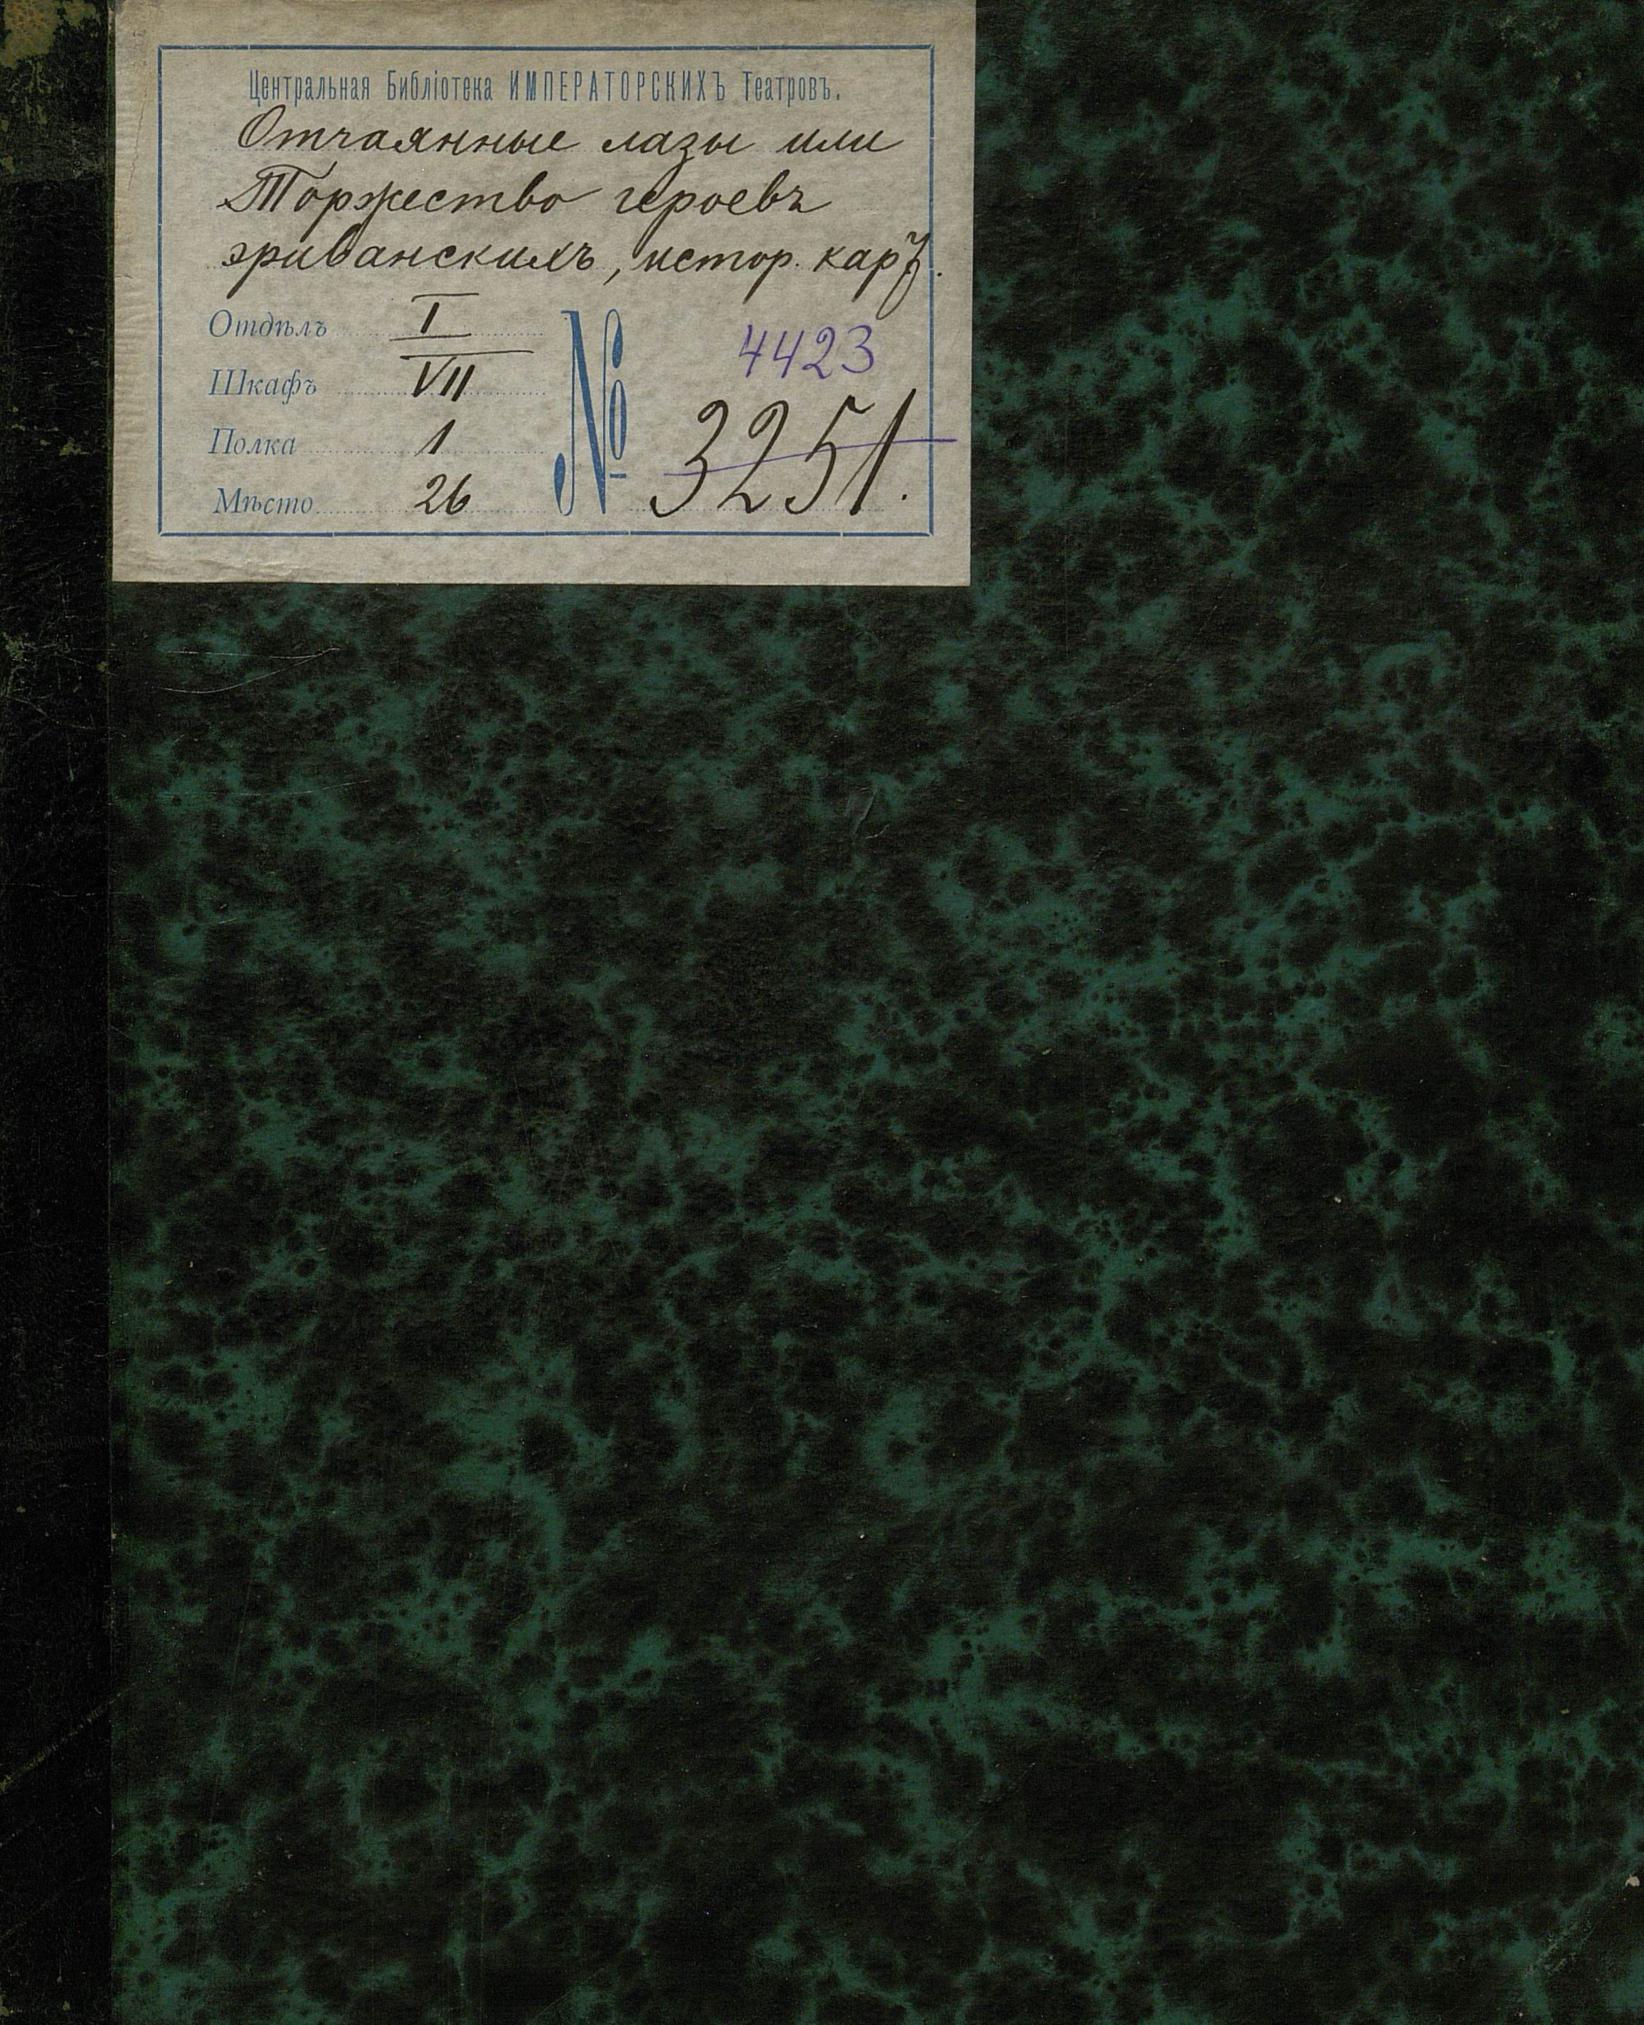 Центральная Библіотека ИМПЕРАТОРСКИХЪ Театровъ.
Отчаянные лазы или
Торжество героевъ
эриванскихъ, истор. кар.
Отдѣлъ I
Шкафъ VII
Полка 1
Мѣсто 26
№ 4423
3251.